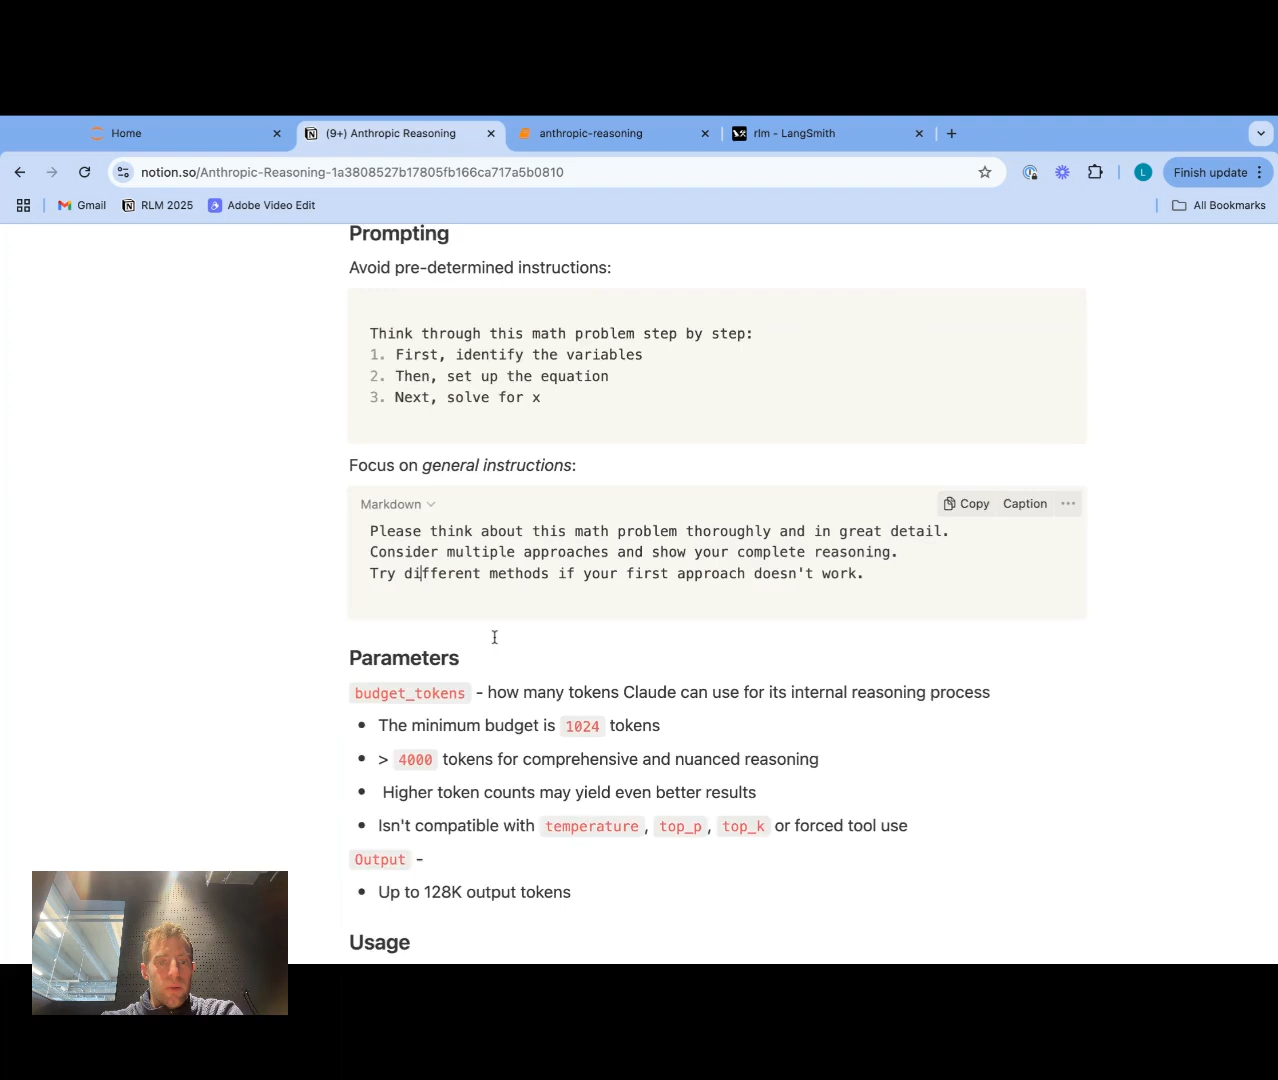 Home
(9+) Anthropic Reasoning
anthropic-reasoning
rlm - LangSmith
notion.so/Anthropic-Reasoning-1a3808527b17805fb166ca717a5b0810
L
Finish update
Gmail
RLM 2025
Adobe Video Edit
All Bookmarks
Prompting
Avoid pre-determined instructions:
Think through this math problem step by step:
1. First, identify the variables
2. Then, set up the equation
3. Next, solve for x
Focus on general instructions:
Markdown
Copy
Caption
Please think about this math problem thoroughly and in great detail.
Consider multiple approaches and show your complete reasoning.
Try different methods if your first approach doesn't work.
Parameters
budget_tokens - how many tokens Claude can use for its internal reasoning process
• The minimum budget is 1024 tokens
• > 4000 tokens for comprehensive and nuanced reasoning
• Higher token counts may yield even better results
• Isn't compatible with temperature, top_p, top_k or forced tool use
Output -
• Up to 128K output tokens
Usage